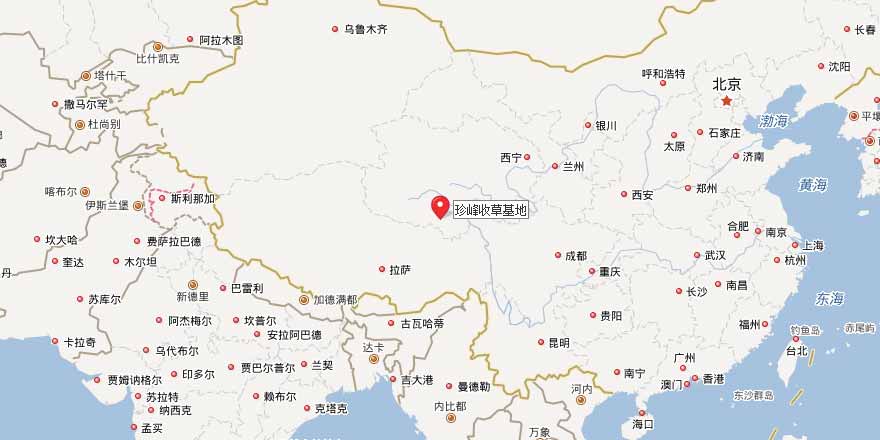 长春
乌鲁木齐
阿拉木图
比什凯克
沈阳
塔什干
呼和浩特
北京
撒马尔罕
杜尚别
平壤
渤海
银川
石家庄
太原
西宁
兰州
济南
喀布尔
斯利那加
伊斯兰堡
西安
郑州
黄海
珍峰收草基地
合肥
南京
坎大哈
费萨拉巴德
上海
奎达
木尔坦
成都
武汉
杭州
丹
拉萨
重庆
新德里
巴雷利
加德满都
长沙
南昌
东海
苏库尔
贵阳
阿杰梅尔
坎普尔
古瓦哈蒂
福州
钓鱼岛
赤尾屿
安拉阿巴德
卡拉奇
昆明
达卡
台北
乌代布尔
广州
兰契
巴贾尔普尔
印多尔
南宁
香港
澳门
贾姆讷格尔
吉大港
曼德勒
河内
苏拉特
赖布尔
东沙群岛
纳西克
克塔克
内比都
海口
孟买
万象